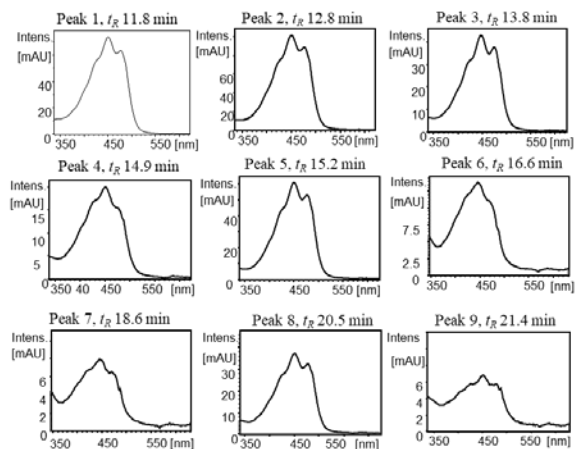 Peak 1, tR 11.8 min
Intens.
[mAU]
60
40
20
0
350 450 550 [nm]
Peak 2, tR 12.8 min
Intens.
[mAU]
60
40
20
0
350 450 550 [nm]
Peak 3, tR 13.8 min
Intens.
[mAU]
30
20
10
0
350 450 550 [nm]
Peak 4, tR 14.9 min
Intens.
[mAU]
15
10
5
0
350 450 550 [nm]
Peak 5, tR 15.2 min
Intens.
[mAU]
40
20
0
350 450 550 [nm]
Peak 6, tR 16.6 min
Intens.
[mAU]
7.5
2.5
350 450 550 [nm]
Peak 7, tR 18.6 min
Intens.
[mAU]
6
4
2
0
350 450 550 [nm]
Peak 8, tR 20.5 min
Intens.
[mAU]
30
20
10
0
350 450 550 [nm]
Peak 9, tR 21.4 min
Intens
[mAU]
6
4
2
0
350 450 550 [nm]